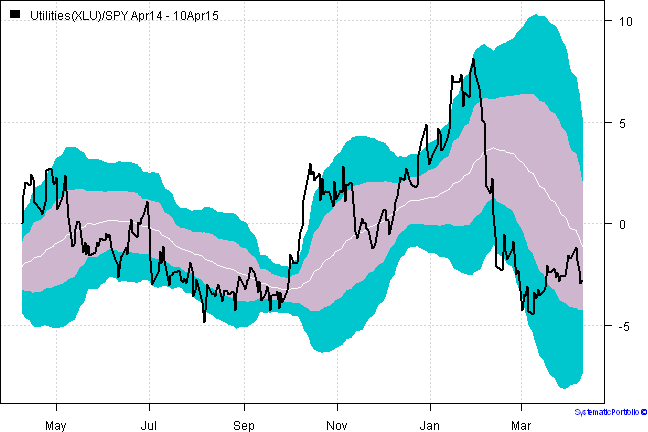 Utilities(XLU)/SPY Apr14 - 10Apr15
10
5
0
-5
May Jul Sep Nov Jan Mar
SystematicPortfolio ©